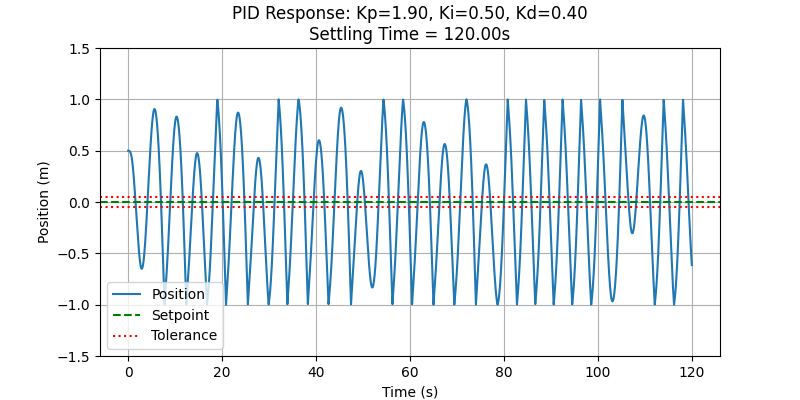 PID Response: Kp=1.90, Ki=0.50, Kd=0.40
Settling Time = 120.00s
1.5
1.0
0.5
0.0
−0.5
−1.0
−1.5
Position (m)
Position
Setpoint
Tolerance
0 20 40 60 80 100 120
Time (s)